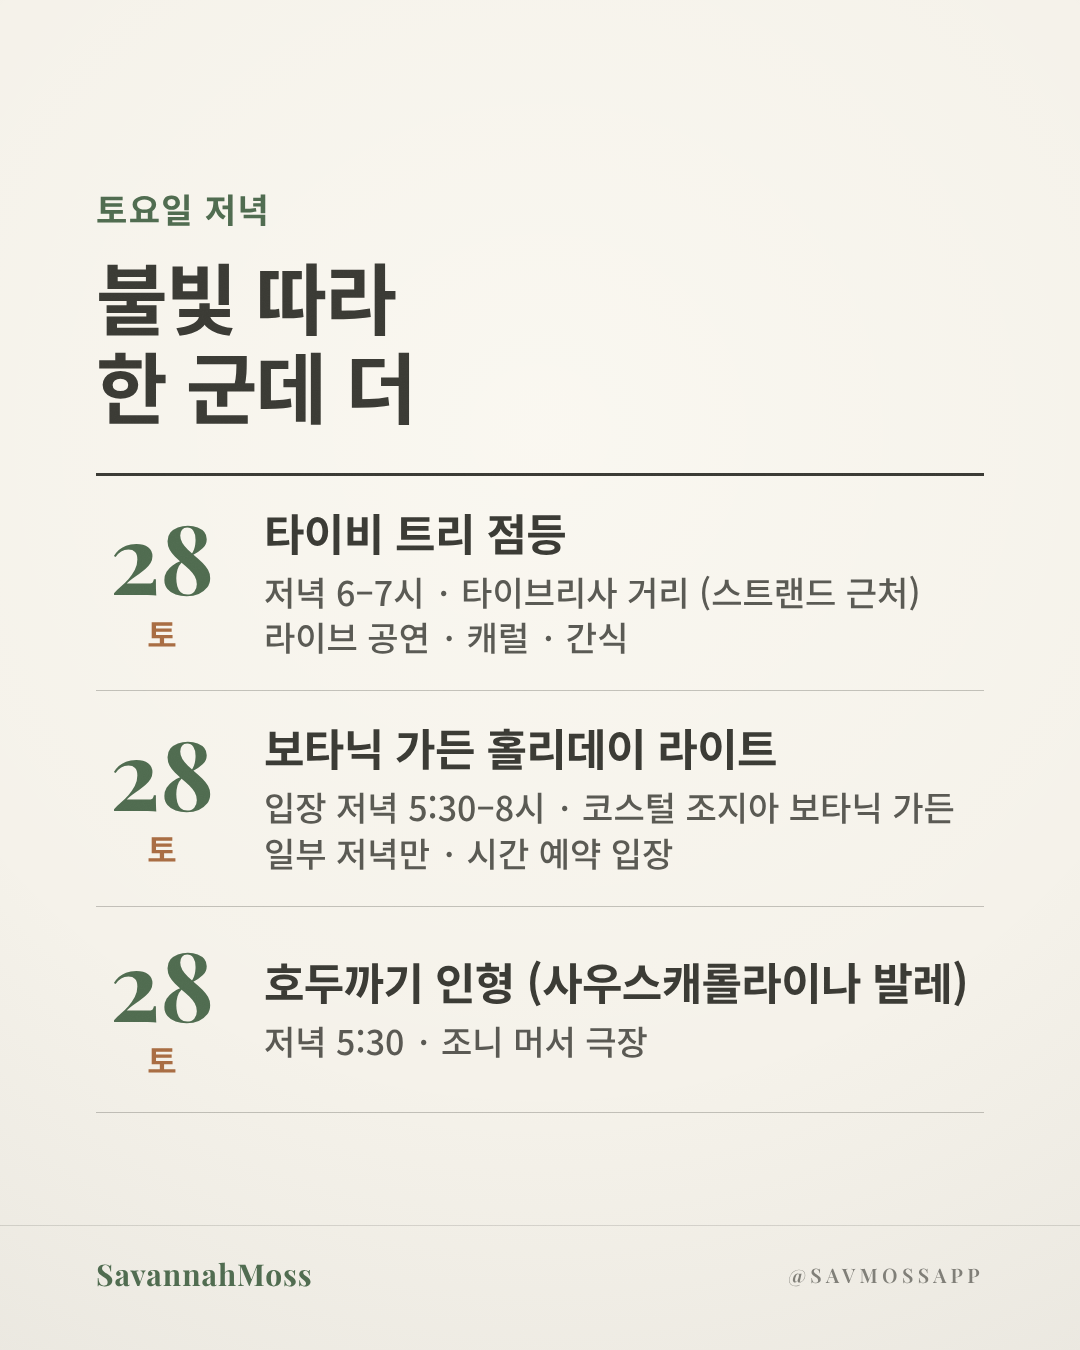 토요일 저녁
불빛 따라
한 군데 더
28
토
타이비 트리 점등
저녁 6–7시 · 타이브리사 거리 (스트랜드 근처)
라이브 공연 · 캐럴 · 간식
28
토
보타닉 가든 홀리데이 라이트
입장 저녁 5:30–8시 · 코스털 조지아 보타닉 가든
일부 저녁만 · 시간 예약 입장
28
토
호두까기 인형 (사우스캐롤라이나 발레)
저녁 5:30 · 조니 머서 극장
SavannahMoss
@SAVMOSSAPP